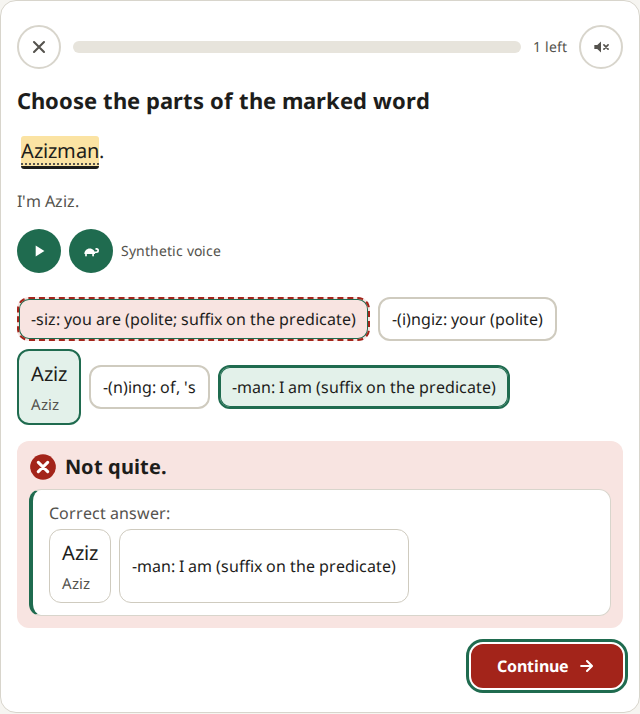 1 left
Choose the parts of the marked word
Azizman.
I'm Aziz.
Synthetic voice
-siz: you are (polite; suffix on the predicate)
-(i)ngiz: your (polite)
Aziz
Aziz
-(n)ing: of, 's
-man: I am (suffix on the predicate)
Not quite.
Correct answer:
Aziz
Aziz
-man: I am (suffix on the predicate)
Continue